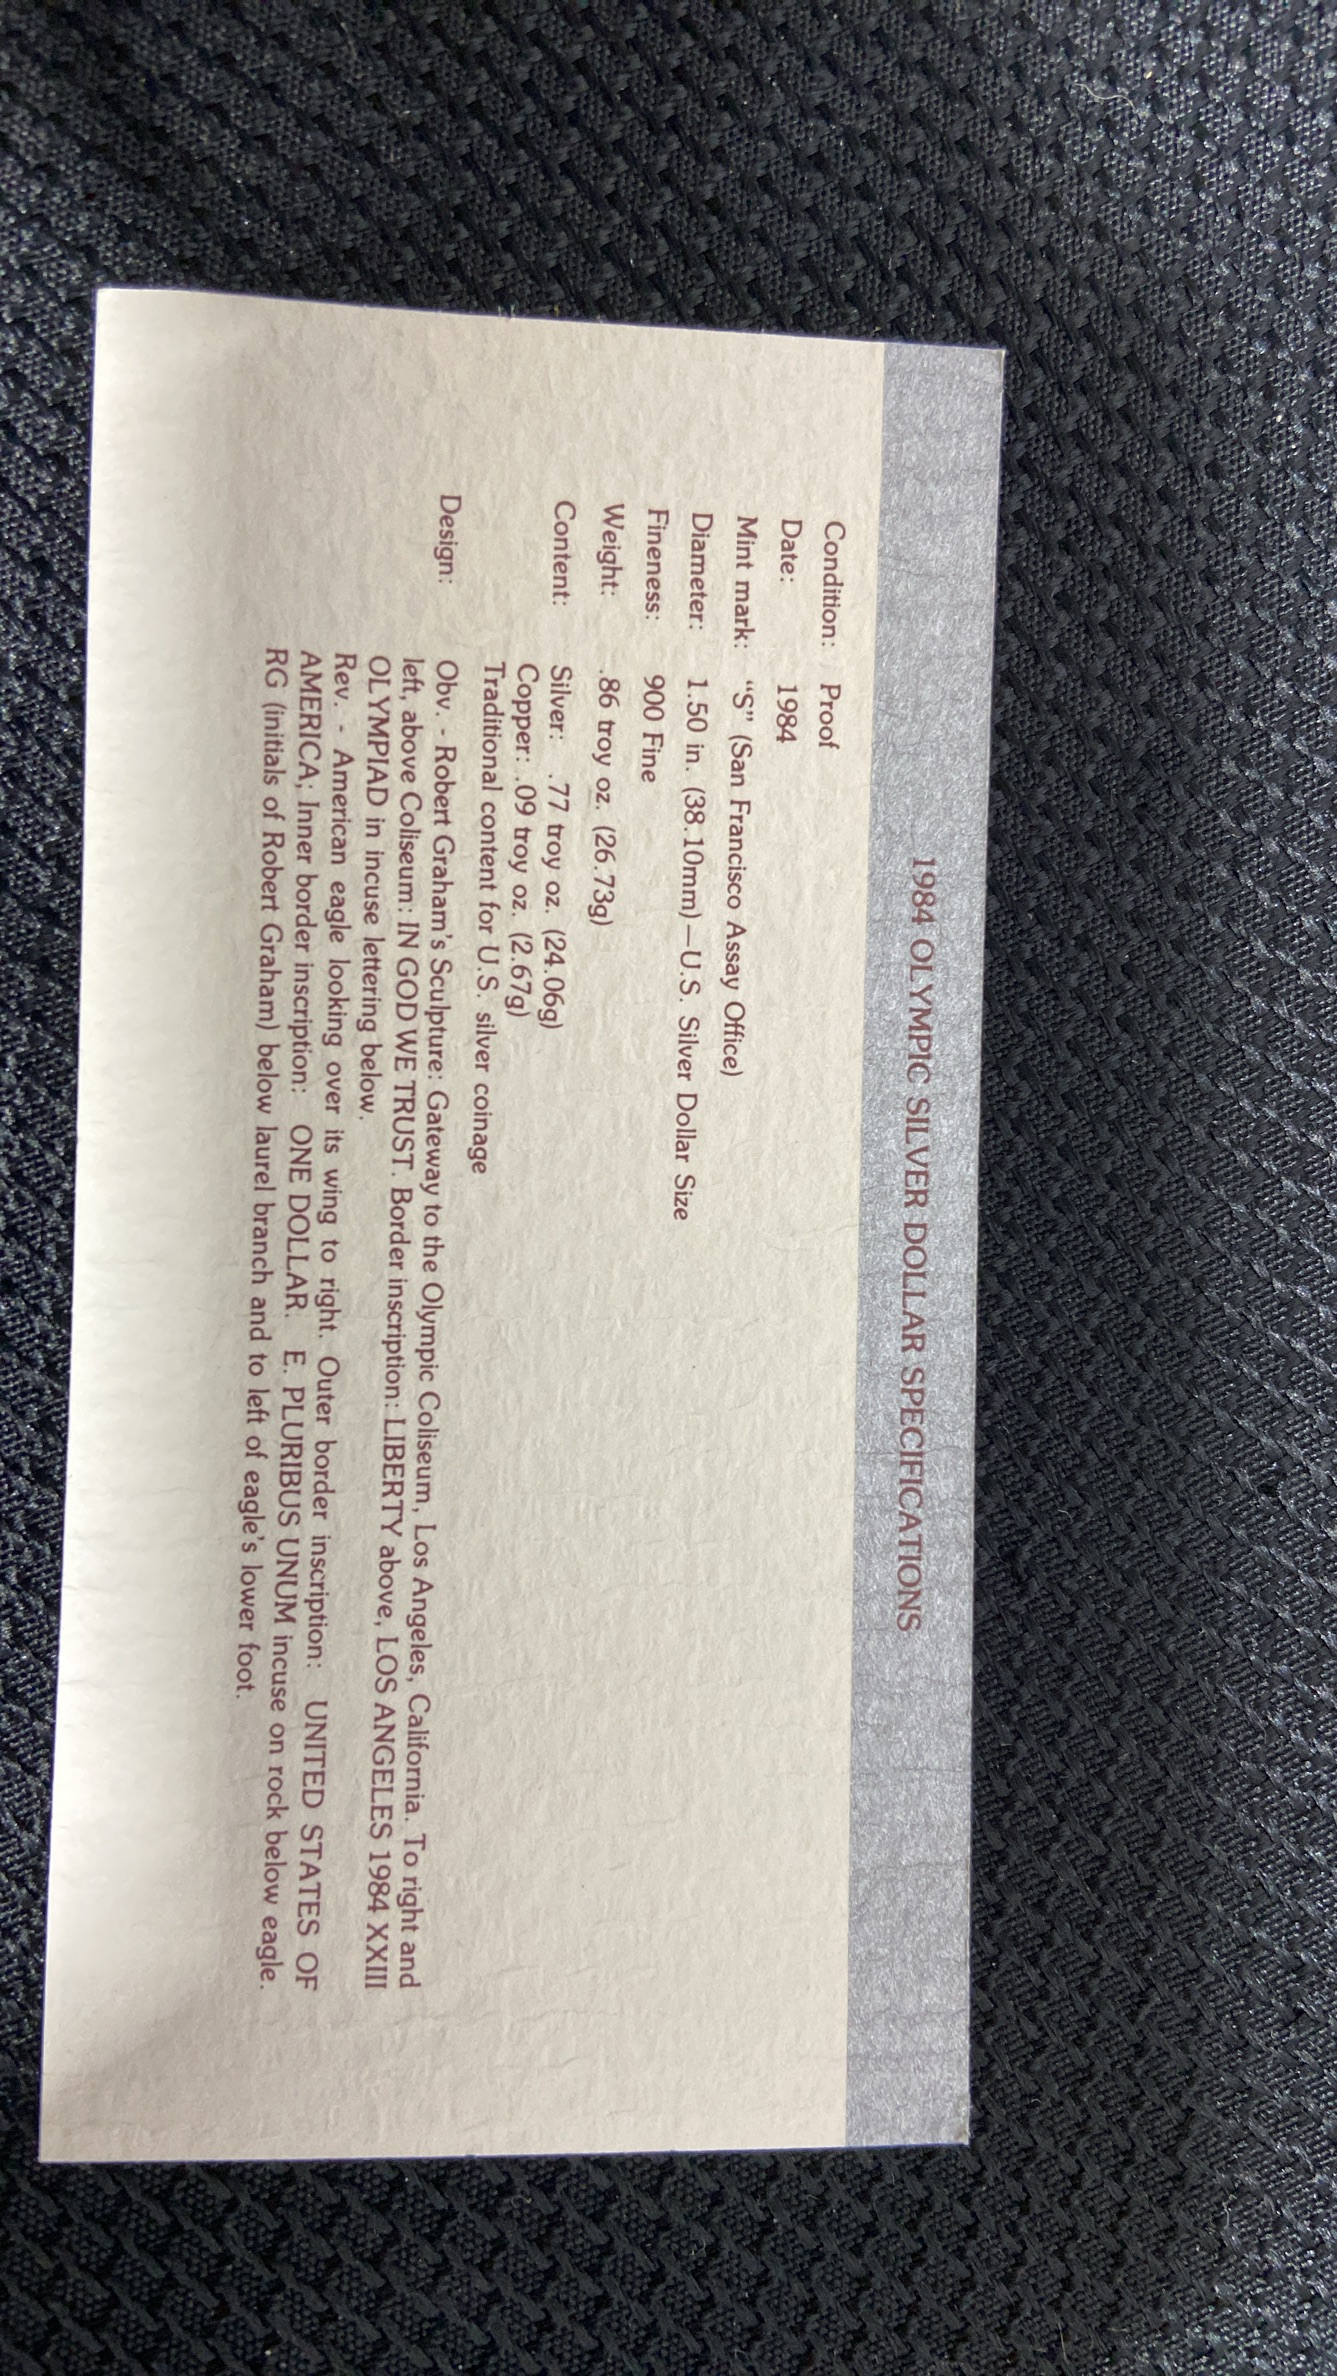 1984 OLYMPIC SILVER DOLLAR SPECIFICATIONS
Condition: Proof
Date: 1984
Mint mark: "S" (San Francisco Assay Office)
Diameter: 1.50 in. (38.10mm)—U.S. Silver Dollar Size
Fineness: 900 Fine
Weight: .86 troy oz. (26.73g)
Content: Silver: .77 troy oz. (24.06g)
Copper: .09 troy oz. (2.67g)
Traditional content for U.S. silver coinage
Design: Obv. - Robert Graham's Sculpture: Gateway to the Olympic Coliseum, Los Angeles, California. To right and
left, above Coliseum: IN GOD WE TRUST. Border inscription: LIBERTY above, LOS ANGELES 1984 XXIII
OLYMPIAD in incuse lettering below.
Rev. - American eagle looking over its wing to right. Outer border inscription: UNITED STATES OF
AMERICA; Inner border inscription: ONE DOLLAR. E. PLURIBUS UNUM incuse on rock below eagle.
RG (initials of Robert Graham) below laurel branch and to left of eagle's lower foot.